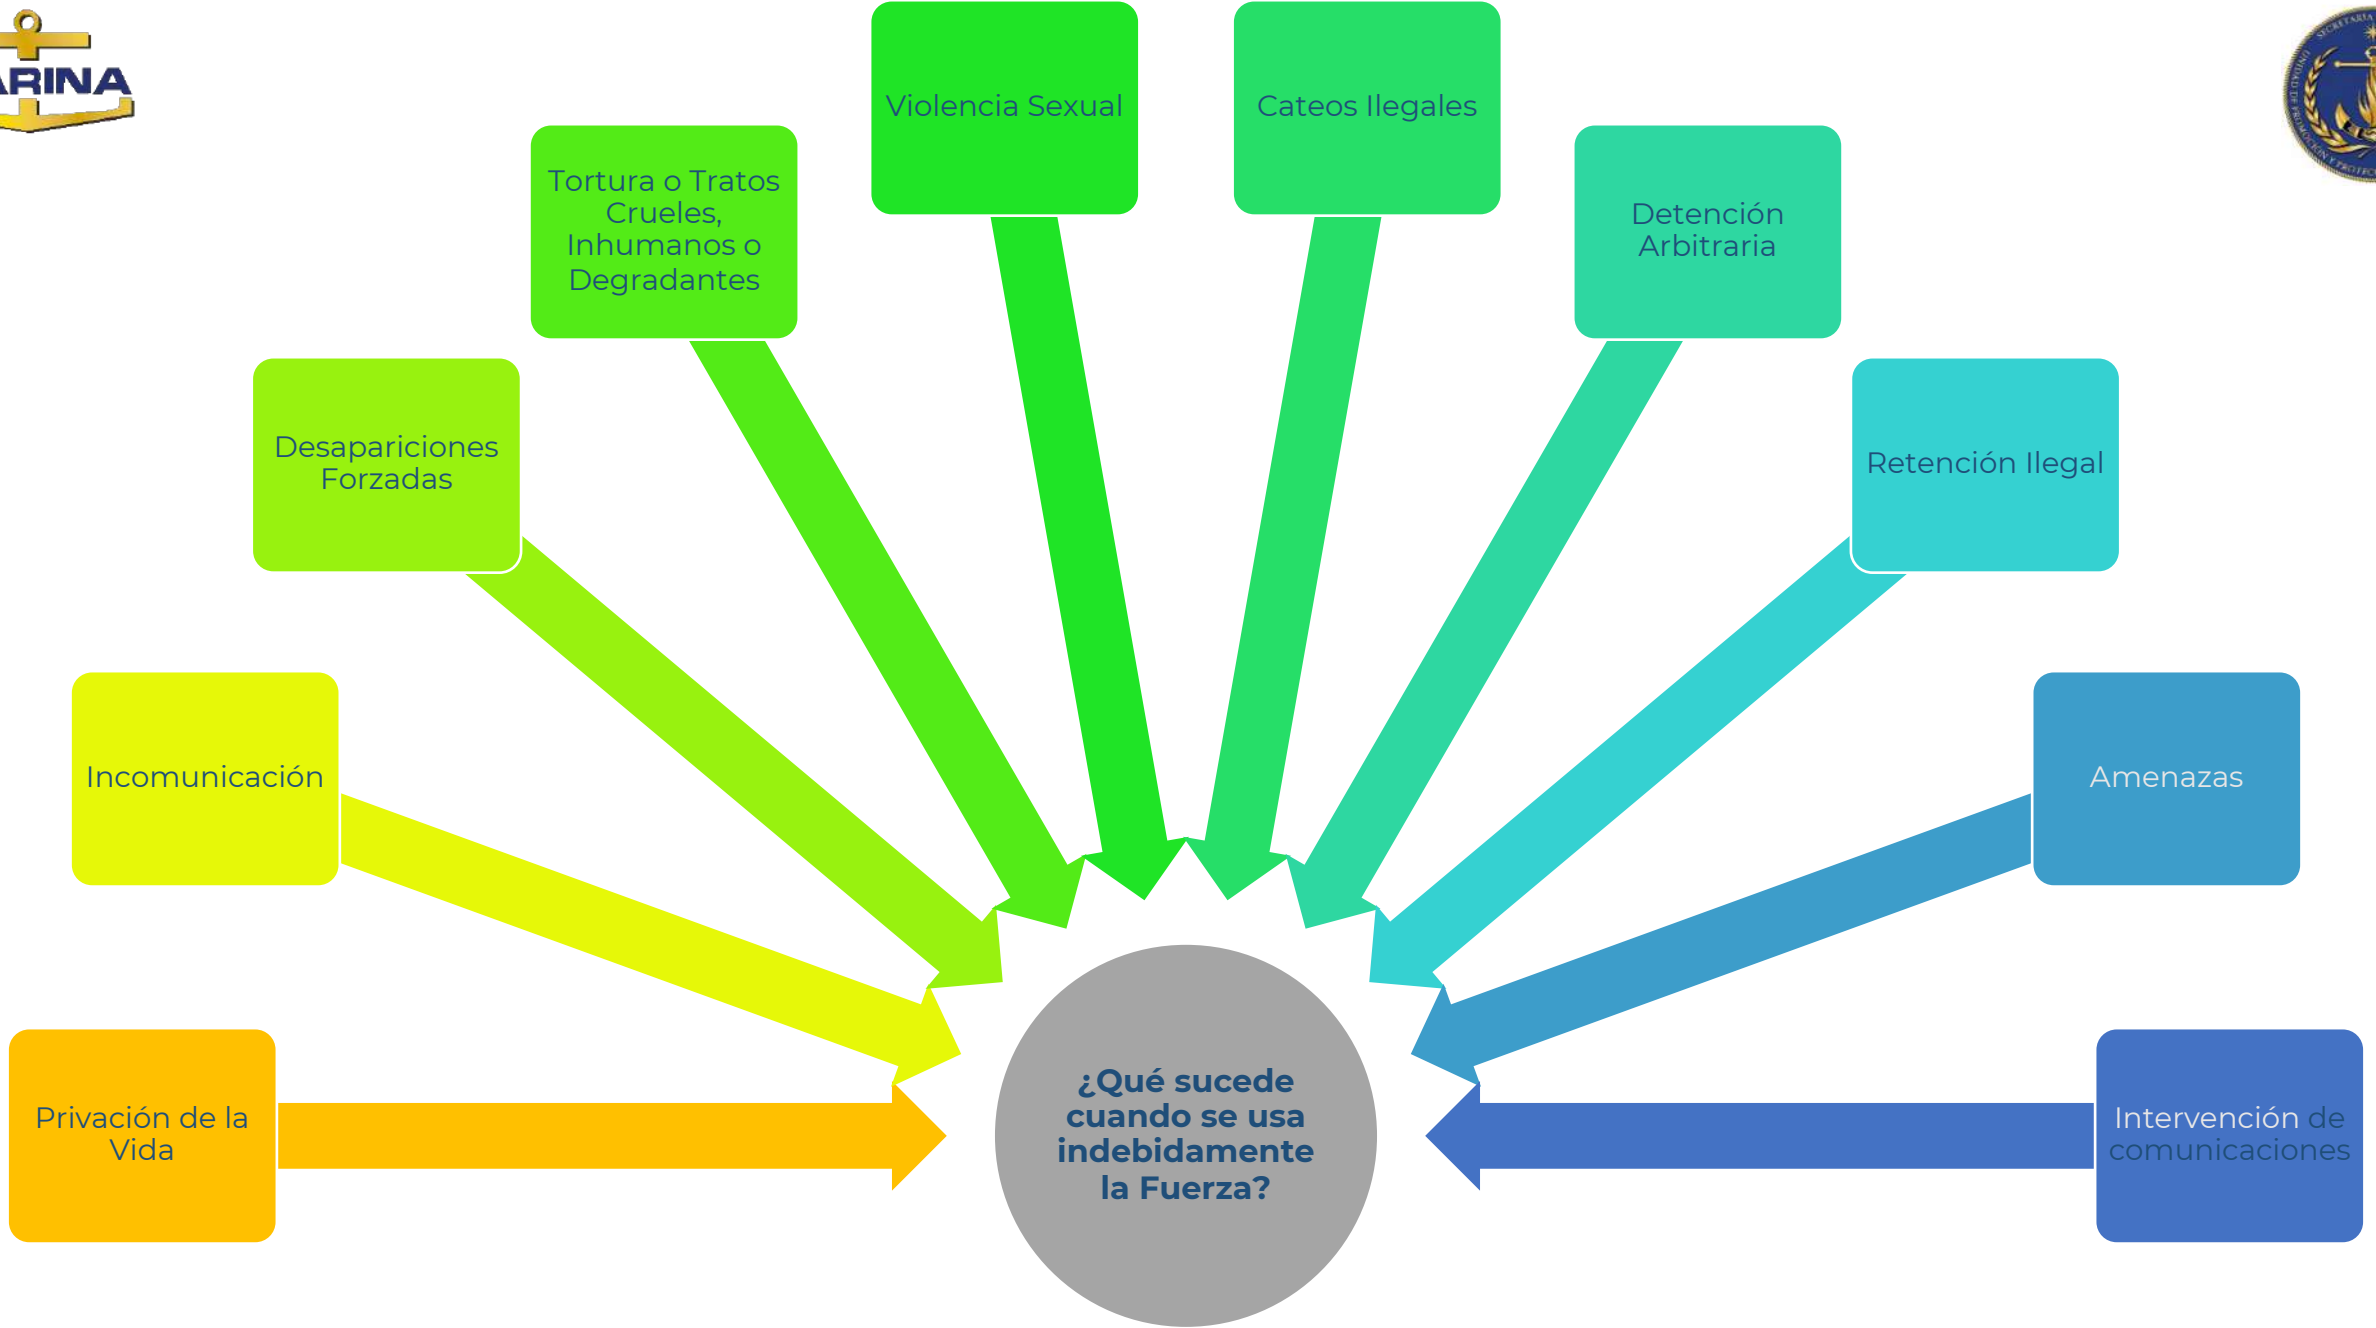 ARINA
Violencia Sexual
Cateos Ilegales
Tortura o Tratos
Crueles,
Inhumanos o
Degradantes
Detención
Arbitraria
Desapariciones
Forzadas
Retención Ilegal
Incomunicación
Amenazas
Privación de la
Vida
¿Qué sucede
cuando se usa
indebidamente
la Fuerza?
Intervención de
comunicaciones